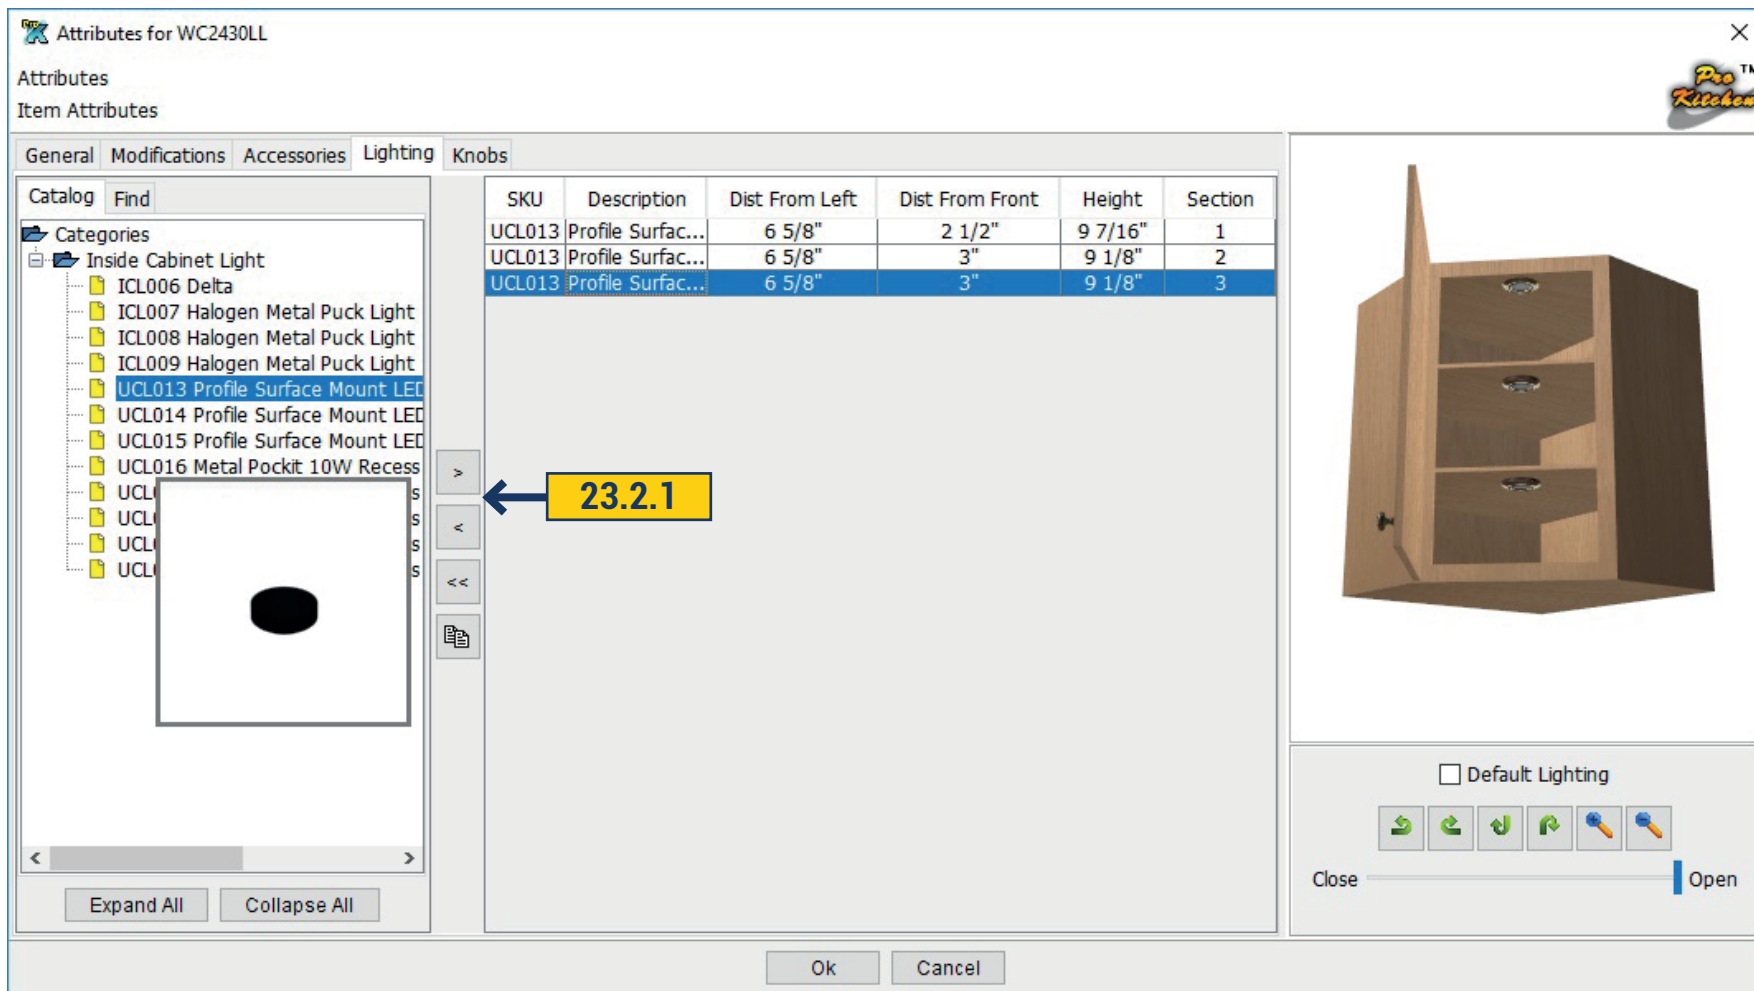 Attributes for WC2430LL
Attributes
Item Attributes
Pro Kitchen TM
General Modifications Accessories Lighting Knobs
Catalog Find
Categories
Inside Cabinet Light
ICL006 Delta
ICL007 Halogen Metal Puck Light
ICL008 Halogen Metal Puck Light
ICL009 Halogen Metal Puck Light
UCL013 Profile Surface Mount LED
UCL014 Profile Surface Mount LED
UCL015 Profile Surface Mount LED
UCL016 Metal Pockit 10W Recess
Expand All Collapse All
>
<
<<
23.2.1
SKU Description Dist From Left Dist From Front Height Section
UCL013 Profile Surfac... 6 5/8" 2 1/2" 9 7/16" 1
UCL013 Profile Surfac... 6 5/8" 3" 9 1/8" 2
UCL013 Profile Surfac... 6 5/8" 3" 9 1/8" 3
Default Lighting
Close Open
Ok Cancel